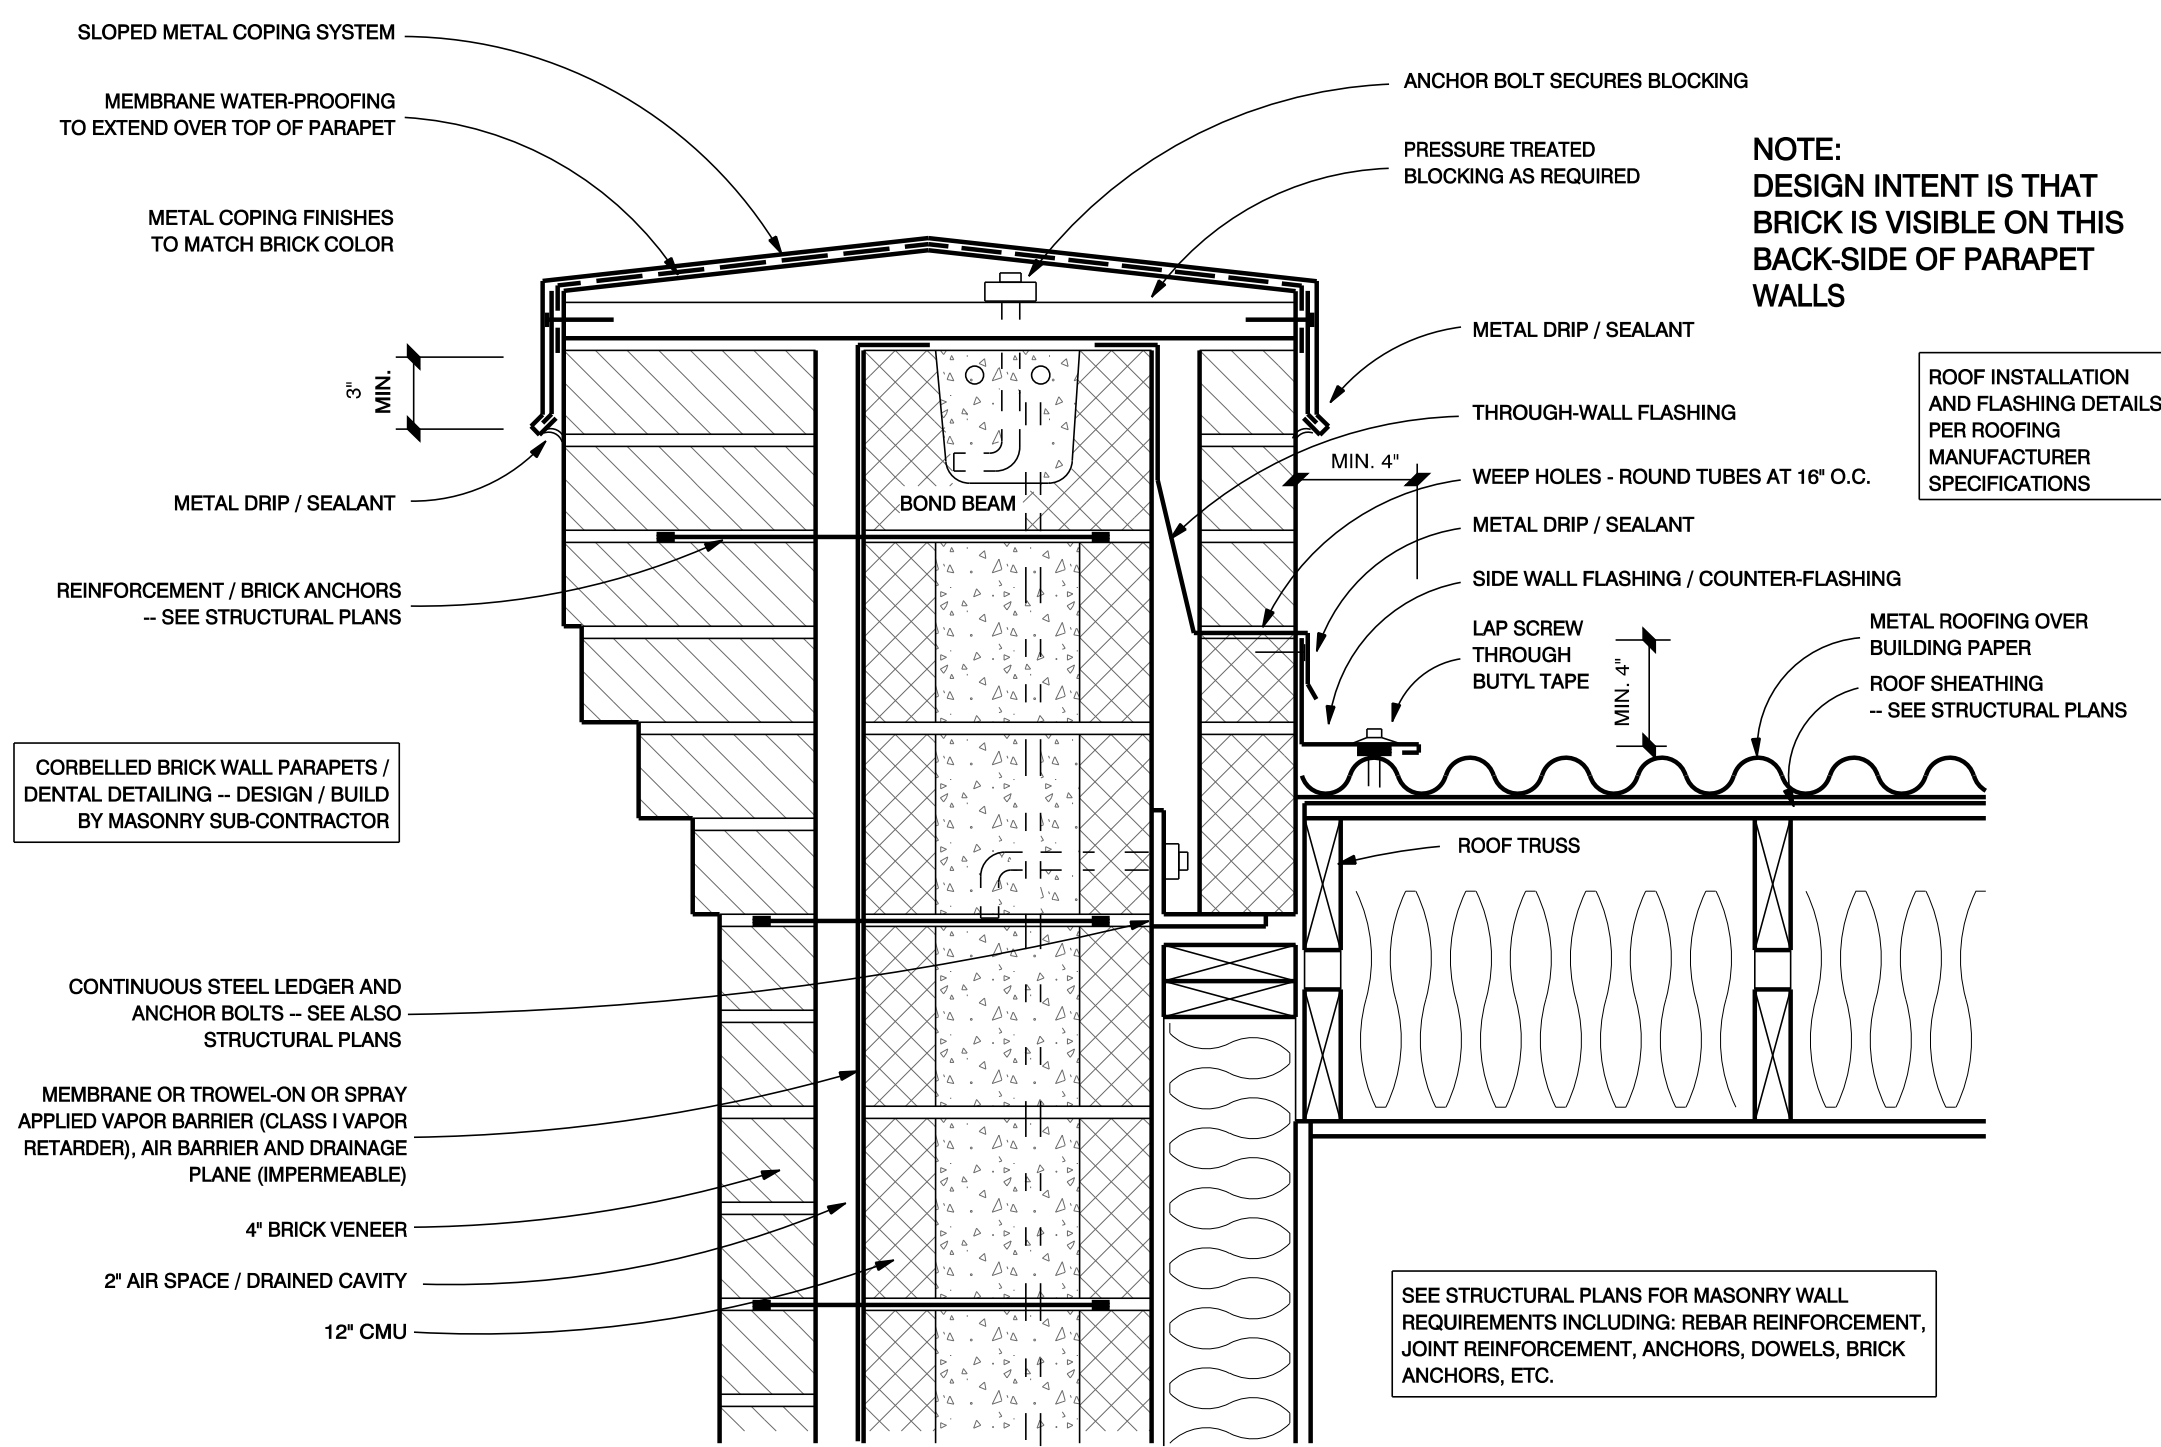 SLOPED METAL COPING SYSTEM
MEMBRANE WATER-PROOFING
TO EXTEND OVER TOP OF PARAPET
METAL COPING FINISHES
TO MATCH BRICK COLOR
3"
MIN.
METAL DRIP / SEALANT
REINFORCEMENT / BRICK ANCHORS
-- SEE STRUCTURAL PLANS
CORBELLED BRICK WALL PARAPETS /
DENTAL DETAILING -- DESIGN / BUILD
BY MASONRY SUB-CONTRACTOR
CONTINUOUS STEEL LEDGER AND
ANCHOR BOLTS -- SEE ALSO
STRUCTURAL PLANS
MEMBRANE OR TROWEL-ON OR SPRAY
APPLIED VAPOR BARRIER (CLASS I VAPOR
RETARDER), AIR BARRIER AND DRAINAGE
PLANE (IMPERMEABLE)
4" BRICK VENEER
2" AIR SPACE / DRAINED CAVITY
12" CMU
BOND BEAM
ANCHOR BOLT SECURES BLOCKING
PRESSURE TREATED
BLOCKING AS REQUIRED
NOTE:
DESIGN INTENT IS THAT
BRICK IS VISIBLE ON THIS
BACK-SIDE OF PARAPET
WALLS
METAL DRIP / SEALANT
THROUGH-WALL FLASHING
MIN. 4"
WEEP HOLES - ROUND TUBES AT 16" O.C.
METAL DRIP / SEALANT
SIDE WALL FLASHING / COUNTER-FLASHING
LAP SCREW
THROUGH
BUTYL TAPE
MIN. 4"
ROOF INSTALLATION
AND FLASHING DETAILS
PER ROOFING
MANUFACTURER
SPECIFICATIONS
METAL ROOFING OVER
BUILDING PAPER
ROOF SHEATHING
-- SEE STRUCTURAL PLANS
ROOF TRUSS
SEE STRUCTURAL PLANS FOR MASONRY WALL
REQUIREMENTS INCLUDING: REBAR REINFORCEMENT,
JOINT REINFORCEMENT, ANCHORS, DOWELS, BRICK
ANCHORS, ETC.